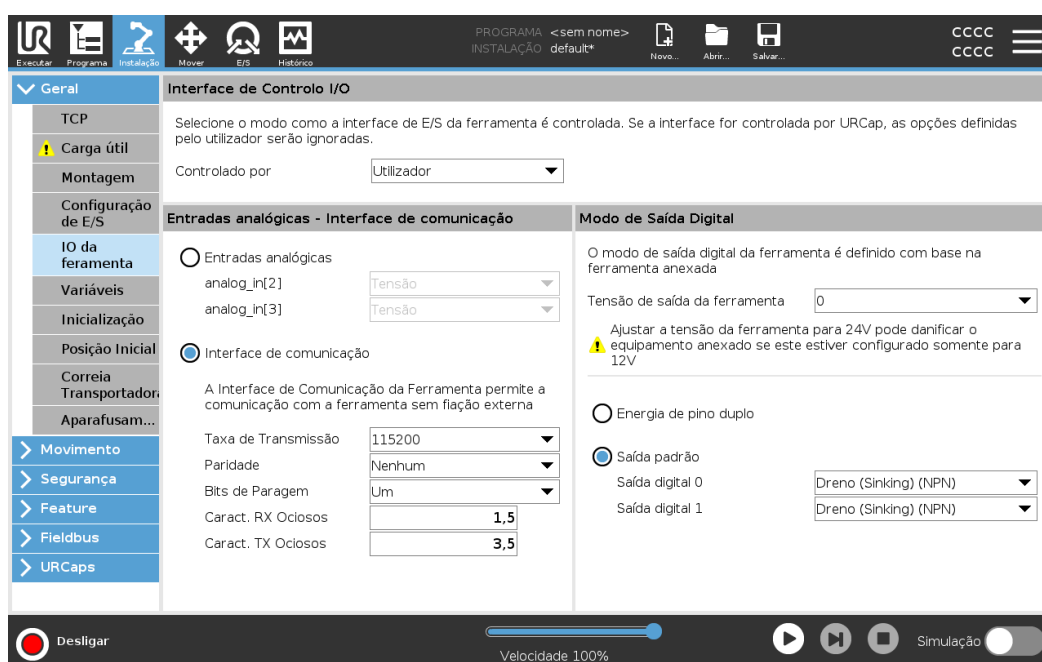 PROGRAMA <sem nome>
INSTALAÇÃO default*
CCCC
CCCC
Executar Programa Instalação Mover E/S Histórico Novo... Abrir... Salvar...
Geral
TCP
Carga útil
Montagem
Configuração
de E/S
IO da
feramenta
Variáveis
Inicialização
Posição Inicial
Correia
Transportador
Aparafusam...
Movimento
Segurança
Feature
Fieldbus
URCaps
Interface de Controlo I/O
Selecione o modo como a interface de E/S da ferramenta é controlada. Se a interface for controlada por URCap, as opções definidas
pelo utilizador serão ignoradas.
Controlado por Utilizador
Entradas analógicas - Interface de comunicação
Entradas analógicas
analog_in[2] Tensão
analog_in[3] Tensão
Interface de comunicação
A Interface de Comunicação da Ferramenta permite a
comunicação com a ferramenta sem fiação externa
Taxa de Transmissão 115200
Paridade Nenhum
Bits de Paragem Um
Caract. RX Ociosos 1,5
Caract. TX Ociosos 3,5
Modo de Saída Digital
O modo de saída digital da ferramenta é definido com base na
ferramenta anexada
Tensão de saída da ferramenta 0
Ajustar a tensão da ferramenta para 24V pode danificar o
equipamento anexado se este estiver configurado somente para
12V
Energia de pino duplo
Saída padrão
Saída digital 0 Dreno (Sinking) (NPN)
Saída digital 1 Dreno (Sinking) (NPN)
Desligar
Velocidade 100%
Simulação